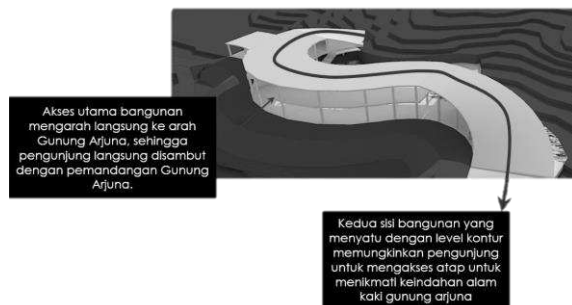 Akses utama bangunan
mengarah langsung ke arah
Gunung Arjuna, sehingga
pengunjung langsung disambut
dengan pemandangan Gunung
Arjuna.
Kedua sisi bangunan yang
menyatu dengan level kontur
memungkinkan pengunjung
untuk mengakses atap untuk
menikmati keindahan alam
kaki gunung arjuna